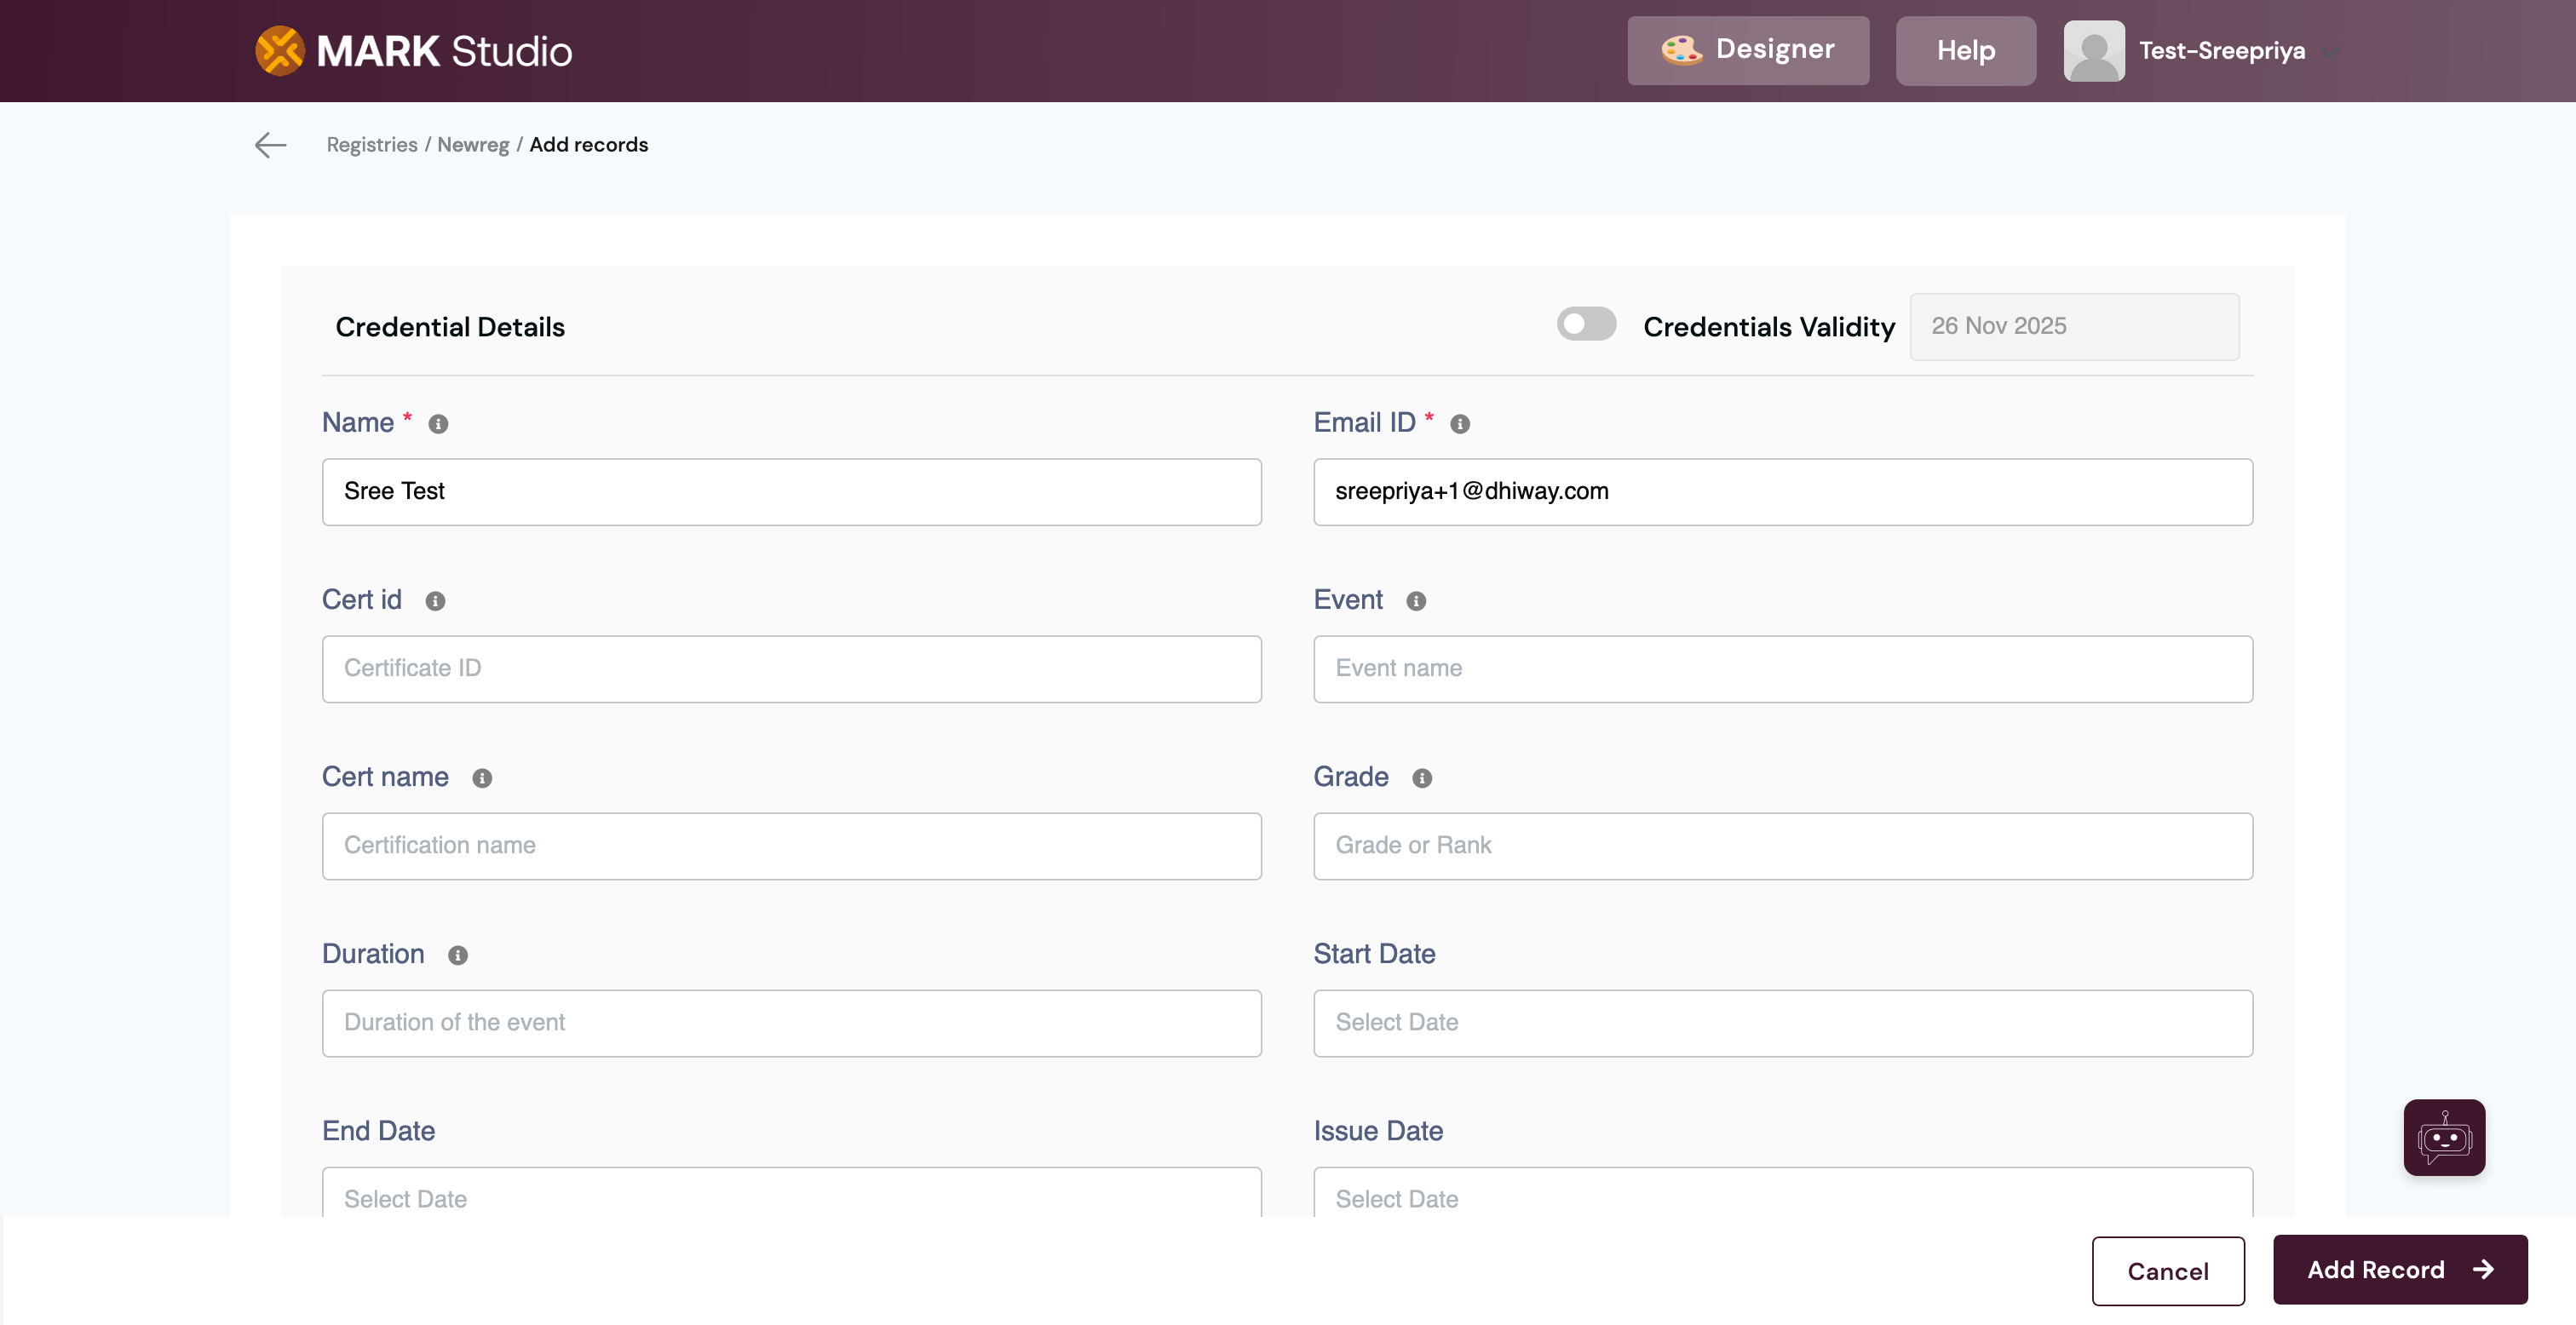 MARK Studio
Designer
Help
Test-Sreepriya
Registries / Newreg / Add records
Credential Details
Credentials Validity
26 Nov 2025
Name *
Email ID *
Sree Test
sreepriya+1@dhiway.com
Cert id
Event
Certificate ID
Event name
Cert name
Grade
Certification name
Grade or Rank
Duration
Start Date
Duration of the event
Select Date
End Date
Issue Date
Select Date
Select Date
Cancel
Add Record